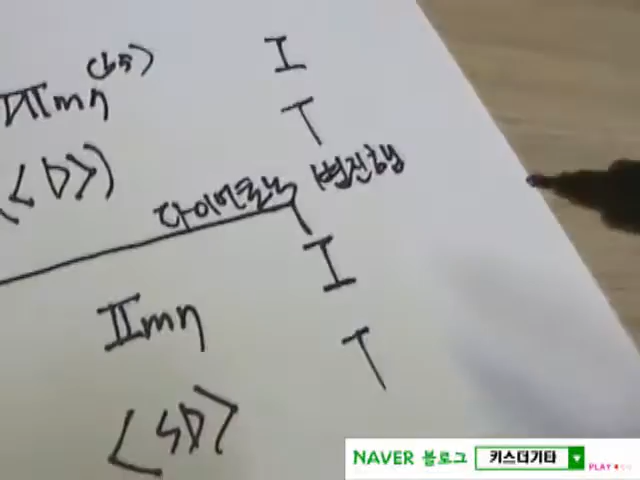 VIIm7 (b5) I
(<D>) T
다이어토닉 병진행
IIm7 I
<SD> T
NAVER 블로그 키스더기타
PLAY